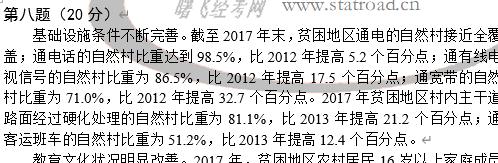 www.statroad.cn
曙飞经考网
第八题（20 分）
基础设施条件不断完善。截至 2017 年末，贫困地区通电的自然村接近全覆
盖；通电话的自然村比重达到 98.5%，比 2012 年提高 5.2 个百分点；通有线电
视信号的自然村比重为 86.5%，比 2012 年提高 17.5 个百分点；通宽带的自然
村比重为 71.0%，比 2012 年提高 32.7 个百分点。2017 年贫困地区村内主干道
路面经过硬化处理的自然村比重为 81.1%，比 2013 年提高 21.2 个百分点；通
客运班车的自然村比重为 51.2%，比 2013 年提高 12.4 个百分点。
教育文化状况明显改善。2017 年，贫困地区农村居民 16 岁以上家庭成员